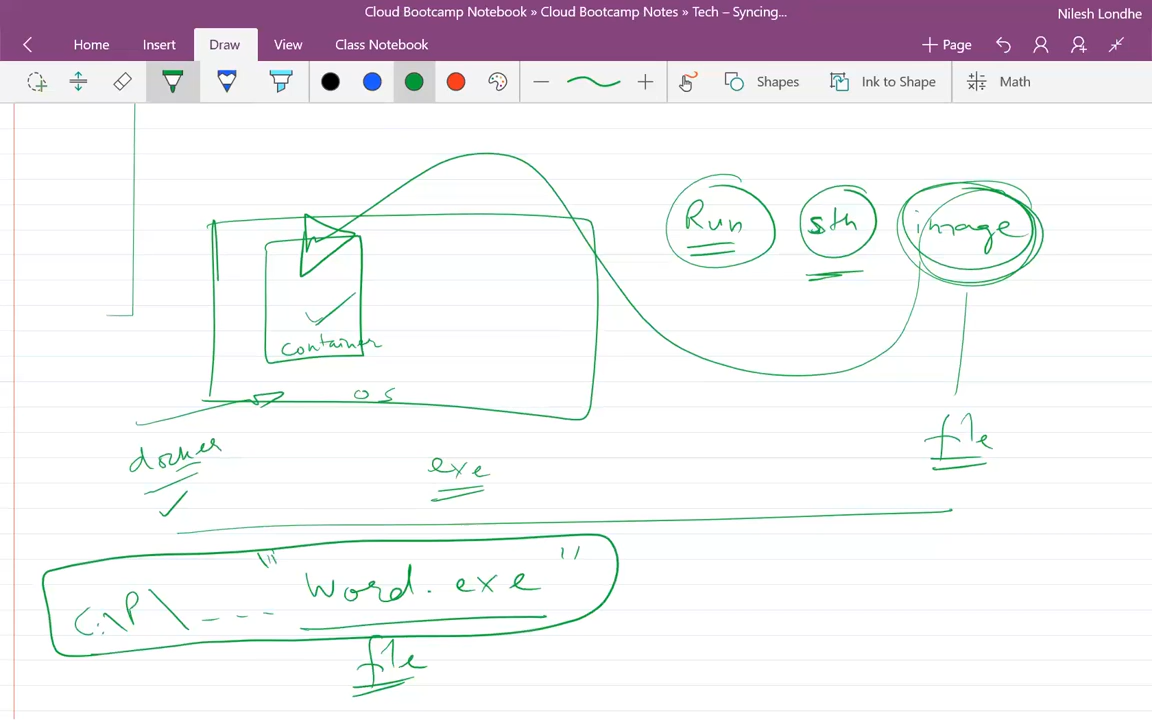 Cloud Bootcamp Notebook » Cloud Bootcamp Notes » Tech – Syncing...
Nilesh Londhe
Home Insert Draw View Class Notebook Page
Shapes Ink to Shape Math
Run sth image
container
OS
file
docker
exe
"Word.exe"
C:\P\ ---
file